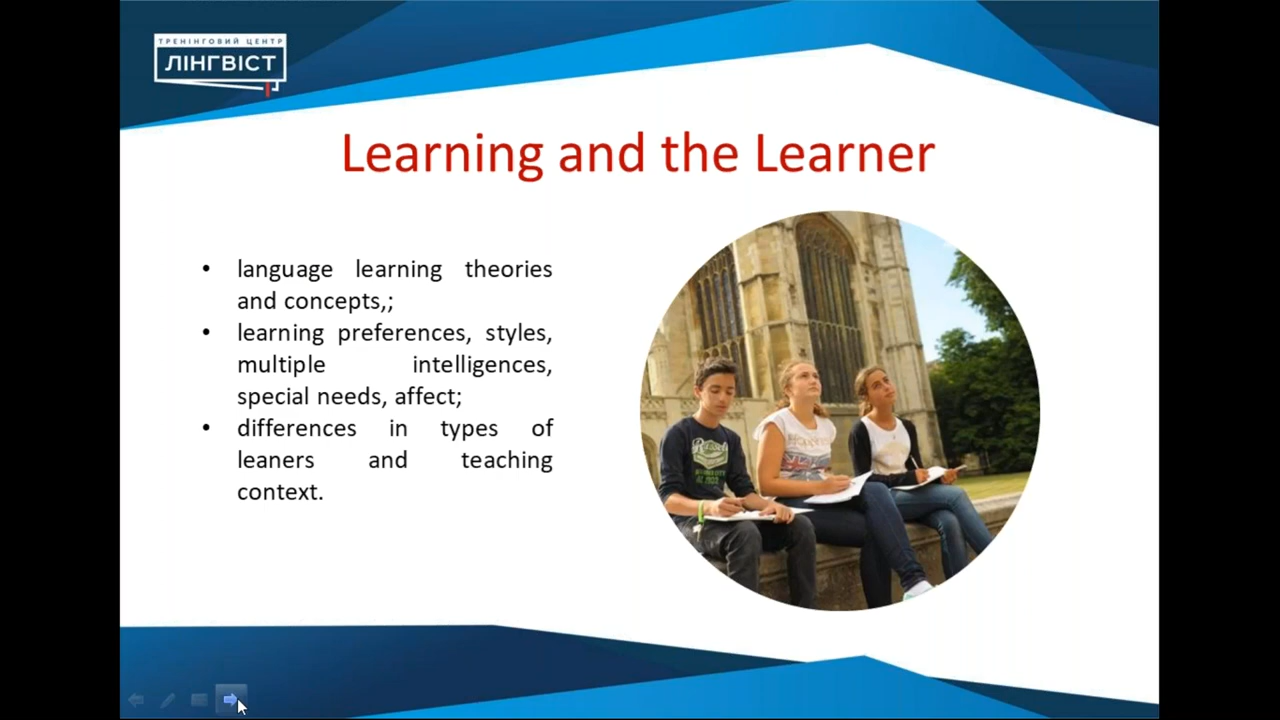 ТРЕНІНГОВИЙ ЦЕНТР
ЛІНГВІСТ
Learning and the Learner
• language learning theories
and concepts,;
• learning preferences, styles,
multiple intelligences,
special needs, affect;
• differences in types of
leaners and teaching
context.